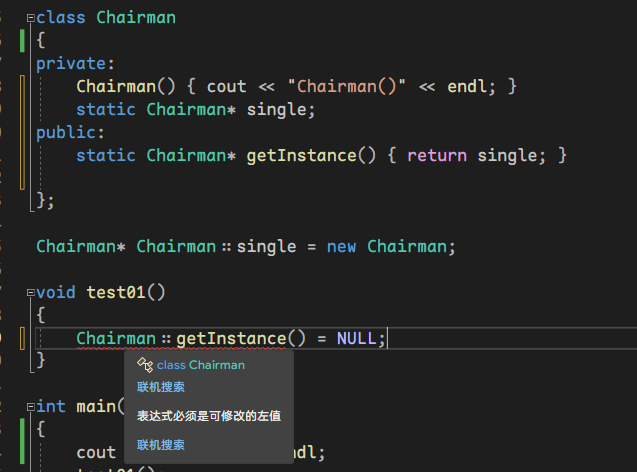 class Chairman
{
private:
Chairman() { cout << "Chairman()" << endl; }
static Chairman* single;
public:
static Chairman* getInstance() { return single; }
};
Chairman* Chairman::single = new Chairman;
void test01()
{
Chairman::getInstance() = NULL;
}
class Chairman
联机搜索
表达式必须是可修改的左值
联机搜索
int main(
{
cout ndl;